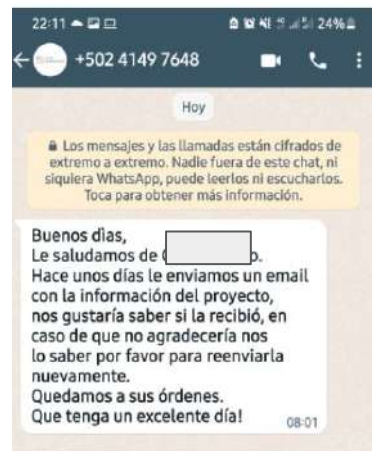 22:11
24%
+502 4149 7648
Hoy
Los mensajes y las llamadas están cifrados de
extremo a extremo. Nadie fuera de este chat, ni
siquiera WhatsApp, puede leerlos ni escucharlos.
Toca para obtener más información.
Buenos dìas,
Le saludamos de
Hace unos días le enviamos un email
con la información del proyecto,
nos gustaría saber si la recibió, en
caso de que no agradecería nos
lo saber por favor para reenviarla
nuevamente.
Quedamos a sus órdenes.
Que tenga un excelente día!
08:01